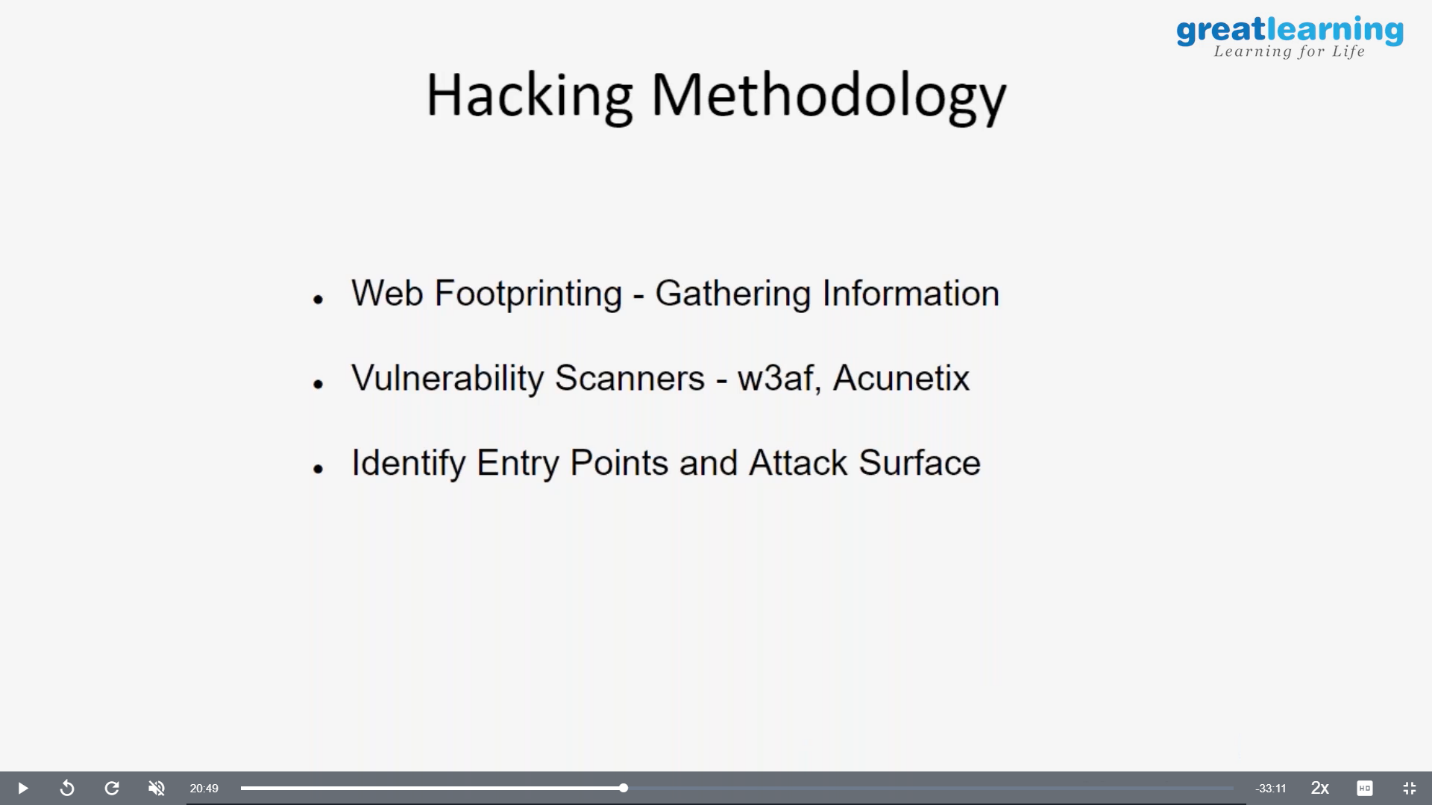 greatlearning
Learning for Life
Hacking Methodology
• Web Footprinting - Gathering Information
• Vulnerability Scanners - w3af, Acunetix
• Identify Entry Points and Attack Surface
20:49
-33:11
2x
HD